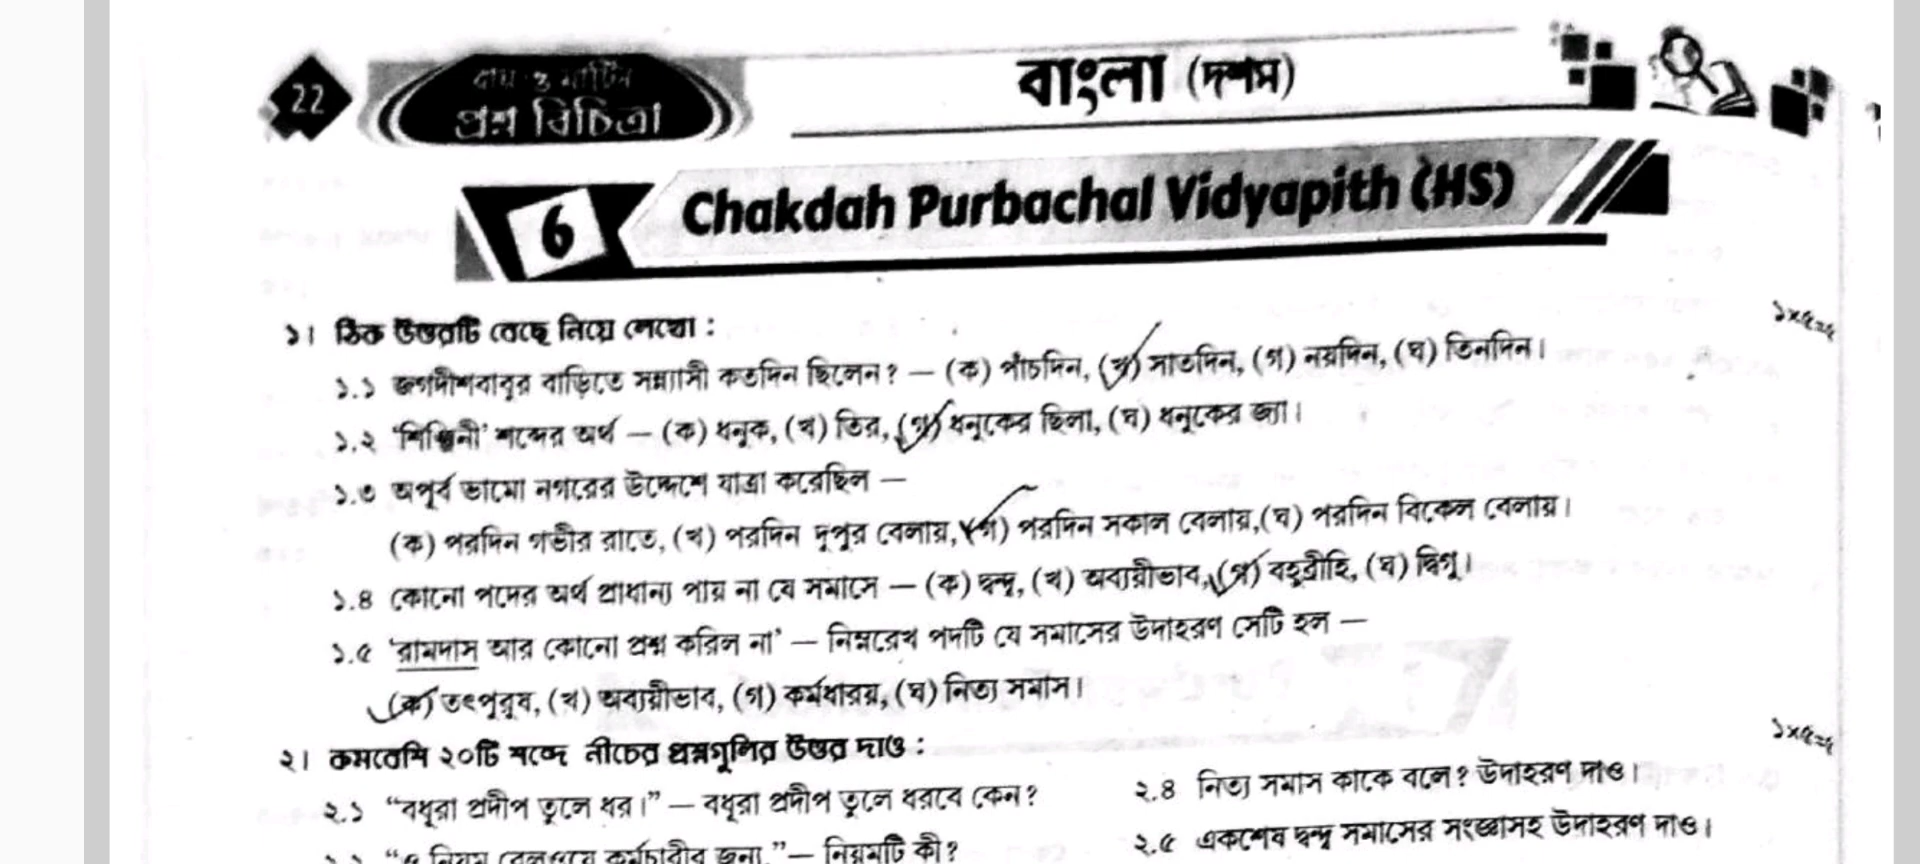 22
রায় ও মার্টিন
প্রশ্ন বিচিত্রা
বাংলা (দশম)
6
Chakdah Purbachal Vidyapith (HS)
১। ঠিক উত্তরটি বেছে নিয়ে লেখো : ১×৫=৫
১.১ জগদীশবাবুর বাড়িতে সন্ন্যাসী কতদিন ছিলেন? — (ক) পাঁচদিন, (খ) সাতদিন, (গ) নয়দিন, (ঘ) তিনদিন।
১.২ 'শিঞ্জিনী' শব্দের অর্থ — (ক) ধনুক, (খ) তির, (গ) ধনুকের ছিলা, (ঘ) ধনুকের জ্যা।
১.৩ অপূর্ব ভামো নগরের উদ্দেশে যাত্রা করেছিল —
(ক) পরদিন গভীর রাতে, (খ) পরদিন দুপুর বেলায়, (গ) পরদিন সকাল বেলায়, (ঘ) পরদিন বিকেল বেলায়।
১.৪ কোনো পদের অর্থ প্রাধান্য পায় না যে সমাসে — (ক) দ্বন্দ্ব, (খ) অব্যয়ীভাব, (গ) বহুব্রীহি, (ঘ) দ্বিগু।
১.৫ 'রামদাস আর কোনো প্রশ্ন করিল না' — নিম্নরেখ পদটি যে সমাসের উদাহরণ সেটি হল —
(ক) তৎপুরুষ, (খ) অব্যয়ীভাব, (গ) কর্মধারয়, (ঘ) নিত্য সমাস।
২। কমবেশি ২০টি শব্দে নীচের প্রশ্নগুলির উত্তর দাও : ১×৫=৫
২.১ “বধূরা প্রদীপ তুলে ধর।” — বধূরা প্রদীপ তুলে ধরবে কেন?
“এ নিয়ম রেলওয়ে কর্মচারীর জন্য,” — নিয়মটি কী?
২.৪ নিত্য সমাস কাকে বলে? উদাহরণ দাও।
২.৫ একশেষ দ্বন্দ্ব সমাসের সংজ্ঞাসহ উদাহরণ দাও।